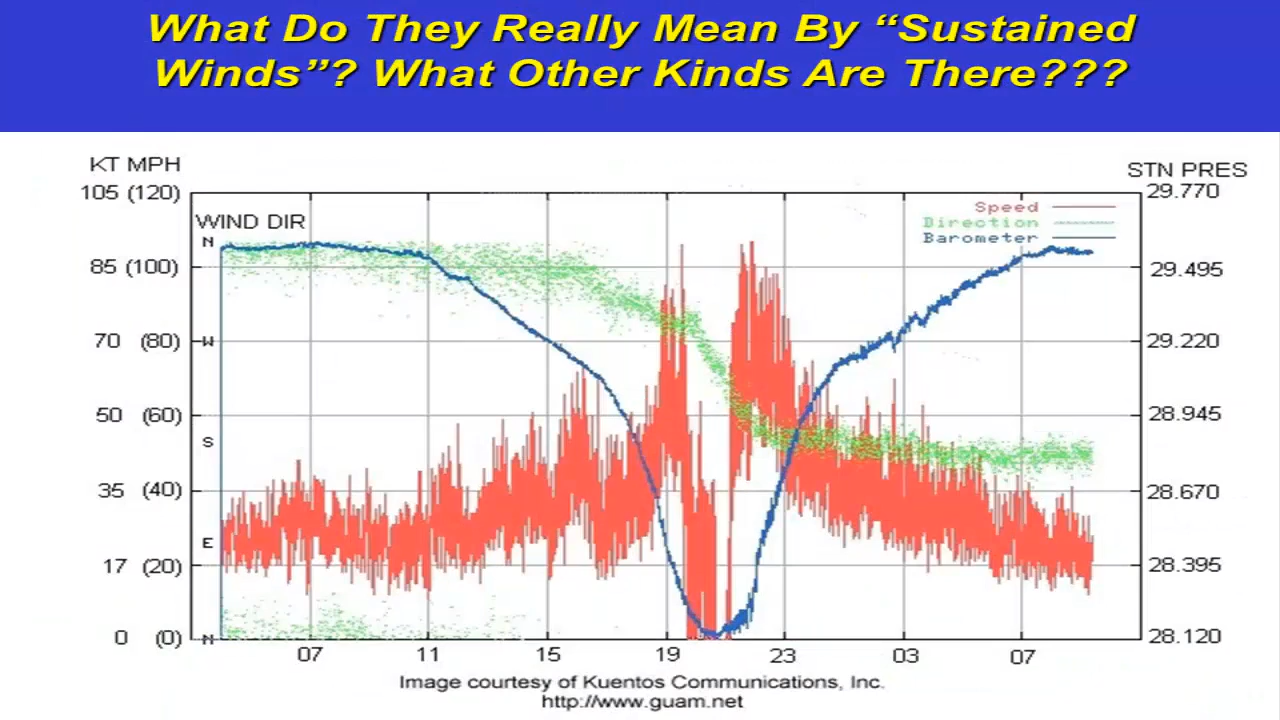 What Do They Really Mean By “Sustained
Winds”? What Other Kinds Are There???
KT MPH
STN PRES
105 (120)
29.770
WIND DIR
Speed
Direction
Barometer
N
85 (100)
29.495
70 (80)
W
29.220
50 (60)
28.945
S
35 (40)
28.670
E
17 (20)
28.395
0 (0)
N
28.120
07 11 15 19 23 03 07
Image courtesy of Kuentos Communications, Inc.
http://www.guam.net